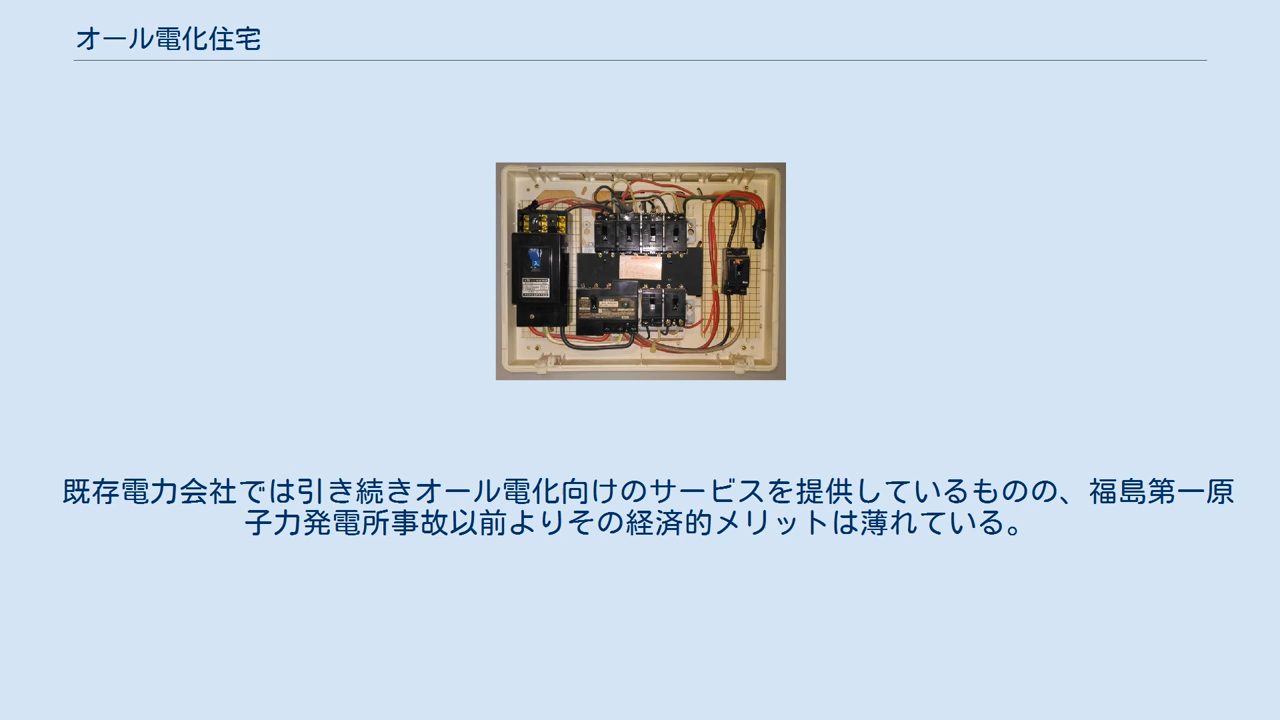 オール電化住宅
既存電力会社では引き続きオール電化向けのサービスを提供しているものの、福島第一原
子力発電所事故以前よりその経済的メリットは薄れている。